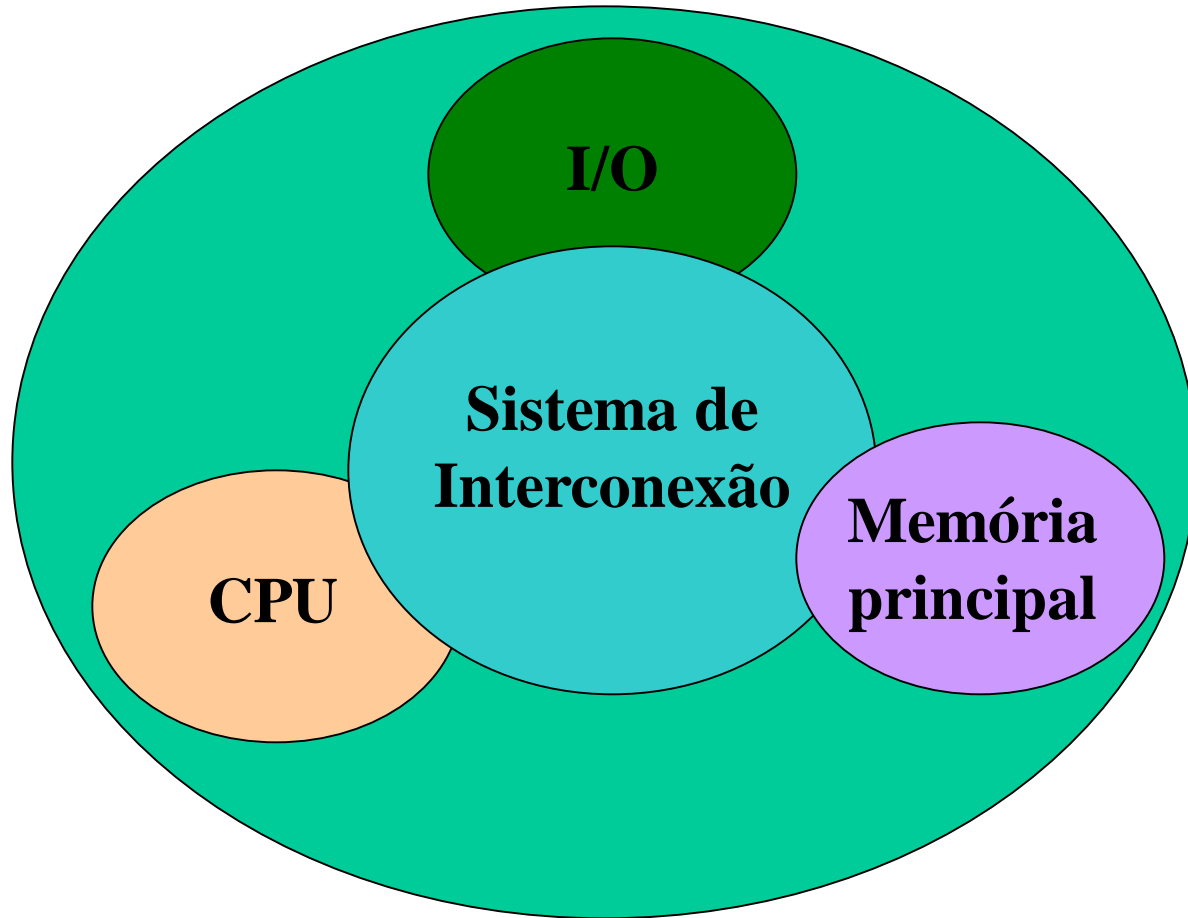 I/O
Sistema de
Interconexão
Memória
principal
CPU